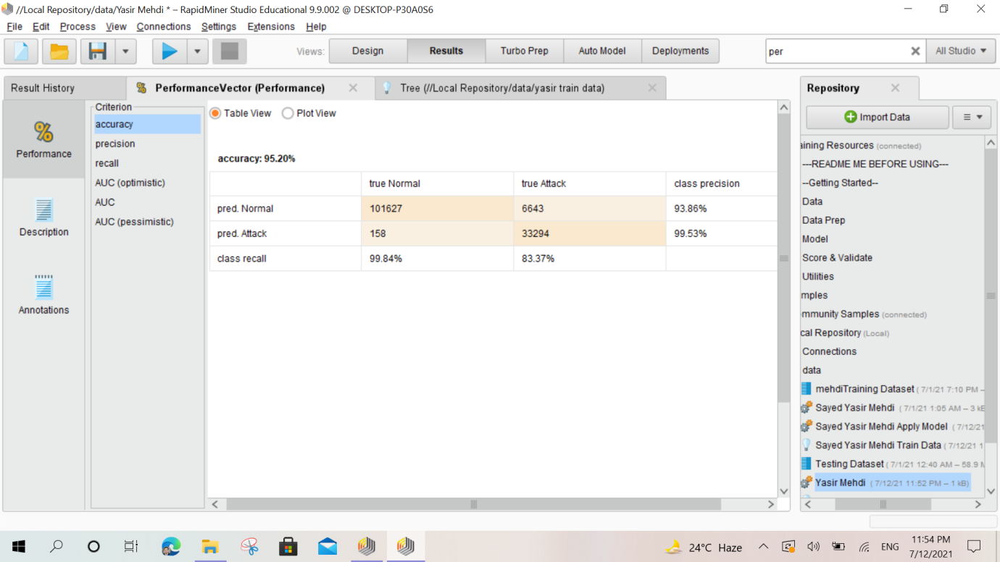 //Local Repository/data/Yasir Mehdi * – RapidMiner Studio Educational 9.9.002 @ DESKTOP-P30A0S6
File Edit Process View Connections Settings Extensions Help
Views: Design Results Turbo Prep Auto Model Deployments per All Studio
Result History PerformanceVector (Performance) Tree (//Local Repository/data/yasir train data) Repository
Performance
Description
Annotations
Criterion
accuracy
precision
recall
AUC (optimistic)
AUC
AUC (pessimistic)
Table View Plot View
accuracy: 95.20%
true Normal true Attack class precision
pred. Normal 101627 6643 93.86%
pred. Attack 158 33294 99.53%
class recall 99.84% 83.37%
Import Data
aining Resources (connected)
---README ME BEFORE USING---
--Getting Started--
Data
Data Prep
Model
Score & Validate
Utilities
mples
mmunity Samples (connected)
cal Repository (Local)
Connections
data
mehdiTraining Dataset ( 7/1/21 7:10 PM –
Sayed Yasir Mehdi ( 7/1/21 1:05 AM – 3 kE
Sayed Yasir Mehdi Apply Model ( 7/12/21
Sayed Yasir Mehdi Train Data ( 7/12/21 1
Testing Dataset ( 7/1/21 12:40 AM – 58.9 M
Yasir Mehdi ( 7/12/21 11:52 PM – 1 kB)
24°C Haze ENG 11:54 PM
7/12/2021